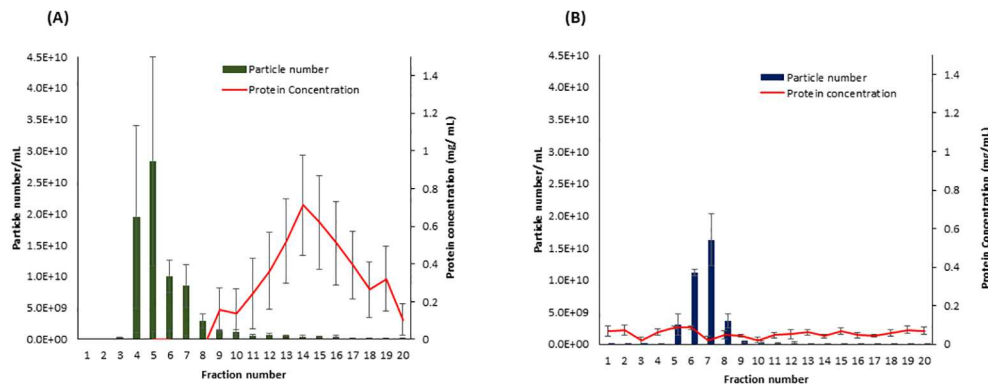 (A)
4.5E+10
4.0E+10
3.5E+10
3.0E+10
2.5E+10
2.0E+10
1.5E+10
1.0E+10
5.0E+09
0.0E+00
Particle number/mL
Particle number
Protein Concentration
1.4
1.2
1
0.8
0.6
0.4
0.2
0
Protein concentration (mg/ mL)
1 2 3 4 5 6 7 8 9 10 11 12 13 14 15 16 17 18 19 20
Fraction number
(B)
4.5E+10
4.0E+10
3.5E+10
3.0E+10
2.5E+10
2.0E+10
1.5E+10
1.0E+10
5.0E+09
0.0E+00
Particle number/ mL
Particle number
Protein concentration
1.4
1.2
1
0.8
0.6
0.4
0.2
0
Protein concentration (mg/mL)
1 2 3 4 5 6 7 8 9 10 11 12 13 14 15 16 17 18 19 20
Fraction number